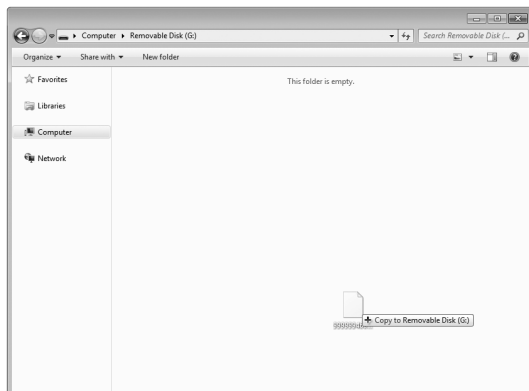 Computer ▸ Removable Disk (G:)
Search Removable Disk (...
Organize ▾ Share with ▾ New folder
Favorites
This folder is empty.
Libraries
Computer
Network
Copy to Removable Disk (G:)